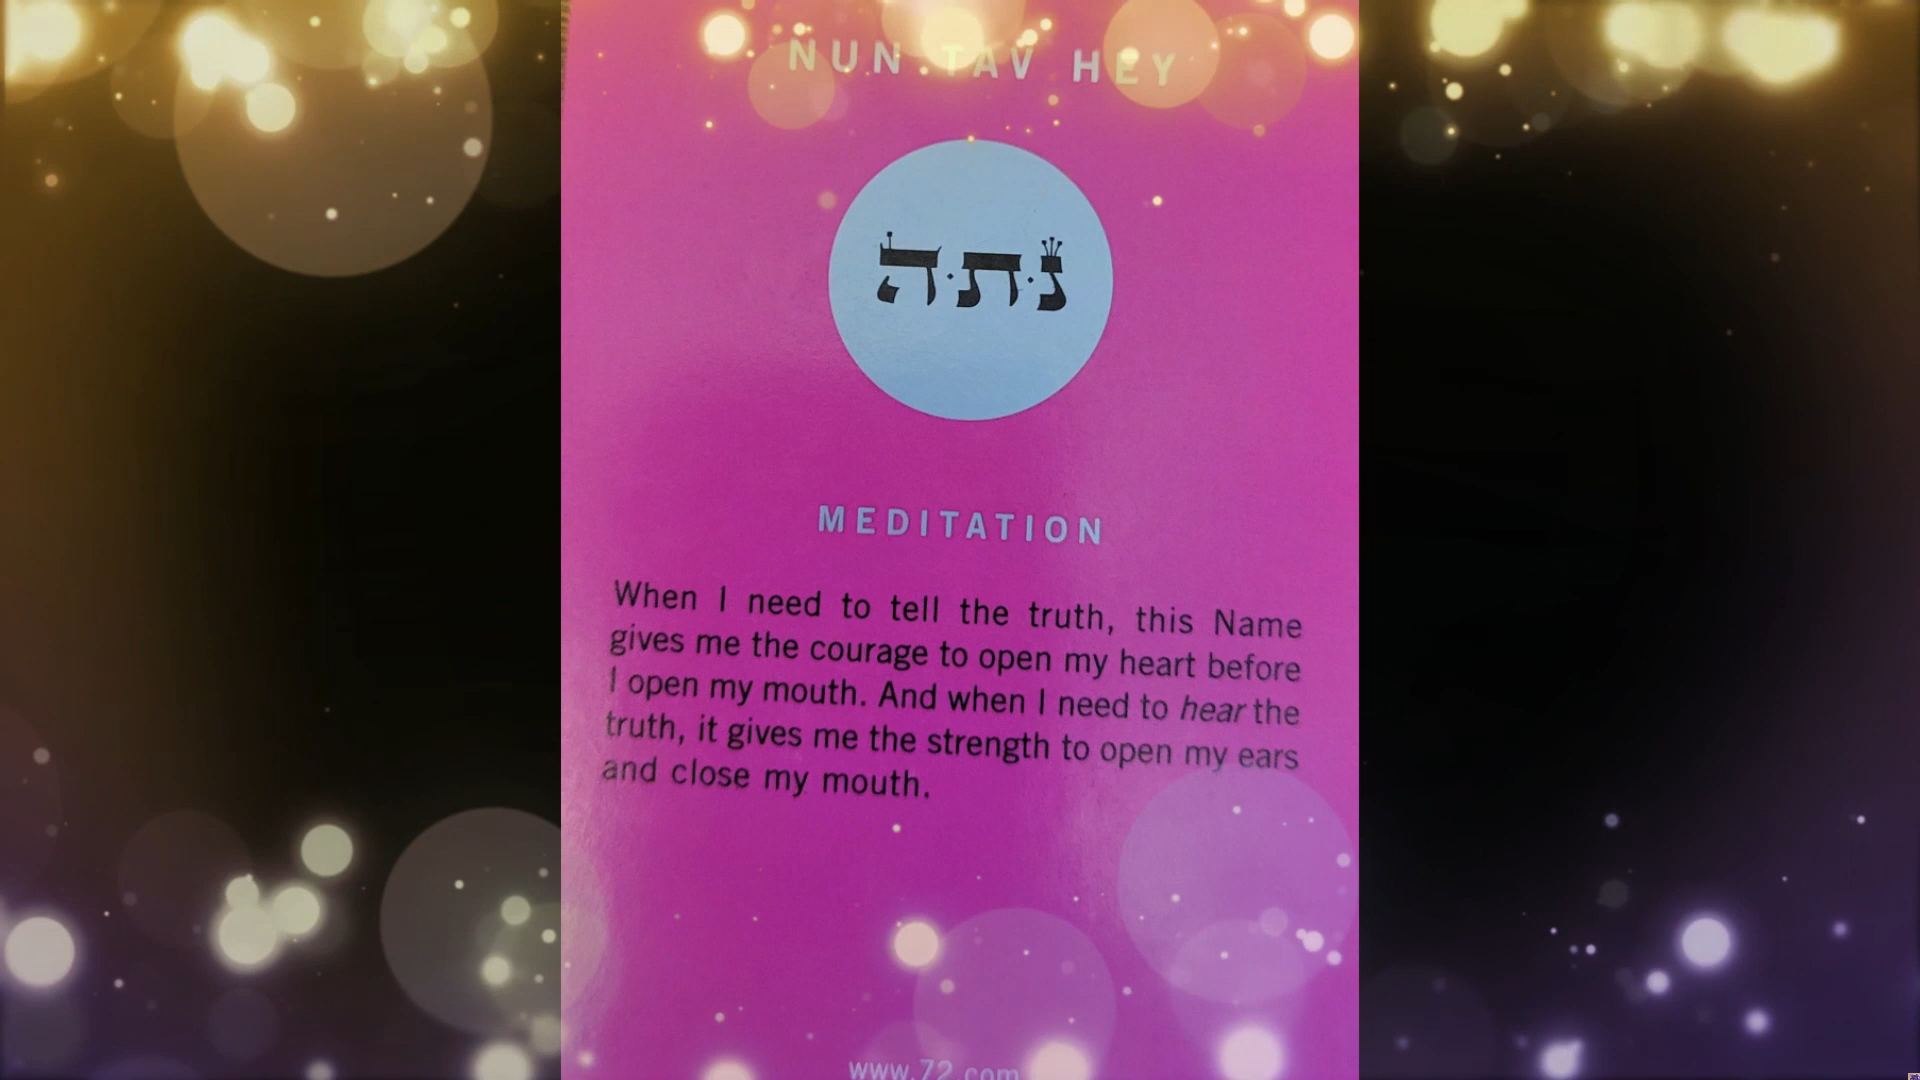 NUN TAV HEY
נ·ת·ה
MEDITATION
When I need to tell the truth, this Name
gives me the courage to open my heart before
I open my mouth. And when I need to hear the
truth, it gives me the strength to open my ears
and close my mouth.
www.72.com